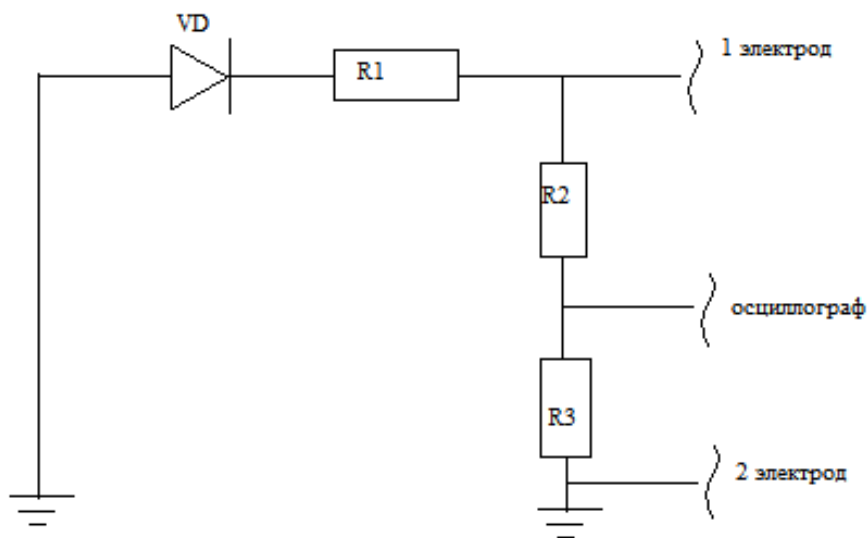 VD
R1
1 электрод
R2
осциллограф
R3
2 электрод